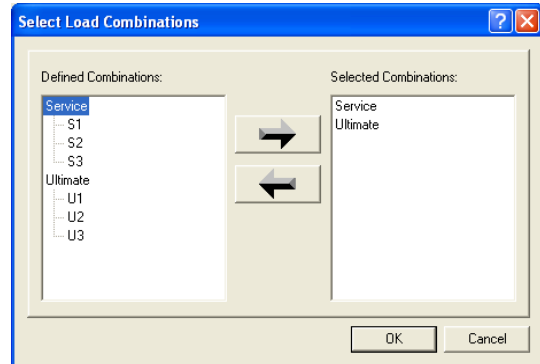 Select Load Combinations
Defined Combinations:
Service
S1
S2
S3
Ultimate
U1
U2
U3
Selected Combinations:
Service
Ultimate
OK
Cancel